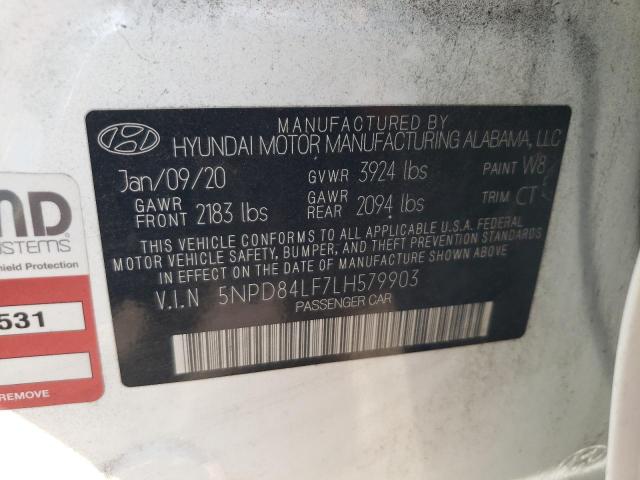 MANUFACTURED BY
HYUNDAI MOTOR MANUFACTURING ALABAMA, LLC
Jan/09/20 GVWR 3924 lbs PAINT W8
GAWR FRONT 2183 lbs GAWR REAR 2094 lbs TRIM CT
THIS VEHICLE CONFORMS TO ALL APPLICABLE U.S.A. FEDERAL
MOTOR VEHICLE SAFETY, BUMPER, AND THEFT PREVENTION STANDARDS
IN EFFECT ON THE DATE OF MANUFACTURE SHOWN ABOVE.
V.I.N 5NPD84LF7LH579903
PASSENGER CAR
MD
SYSTEMS
Shield Protection
531
REMOVE